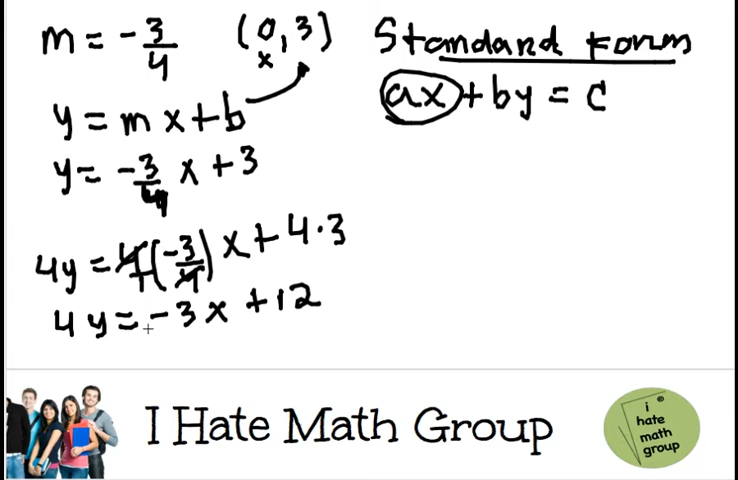 m = -3/4 (0, 3) Standard Form
x
ax + by = c
y = mx + b
y = -3/4 x + 3
4y = 4(-3/4)x + 4·3
4y = -3x + 12
I Hate Math Group
i
hate
math
group